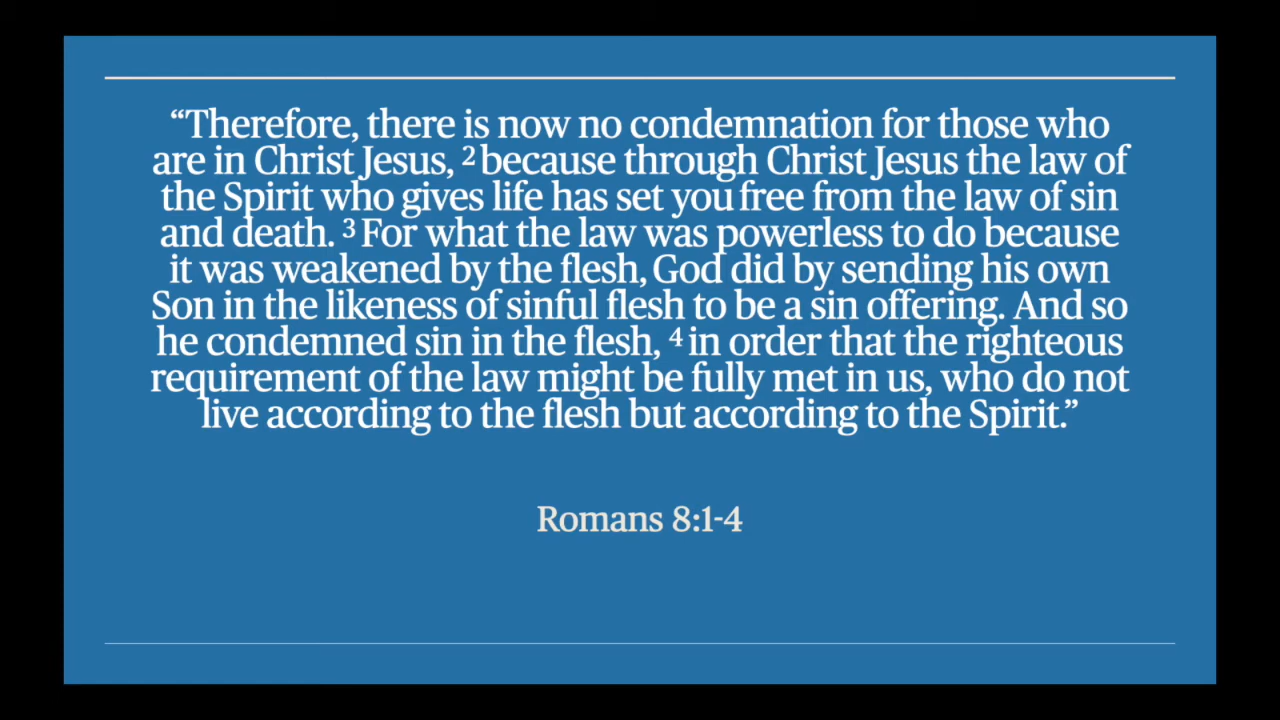 “Therefore, there is now no condemnation for those who
are in Christ Jesus, ² because through Christ Jesus the law of
the Spirit who gives life has set you free from the law of sin
and death. ³ For what the law was powerless to do because
it was weakened by the flesh, God did by sending his own
Son in the likeness of sinful flesh to be a sin offering. And so
he condemned sin in the flesh, ⁴ in order that the righteous
requirement of the law might be fully met in us, who do not
live according to the flesh but according to the Spirit.”
Romans 8:1-4